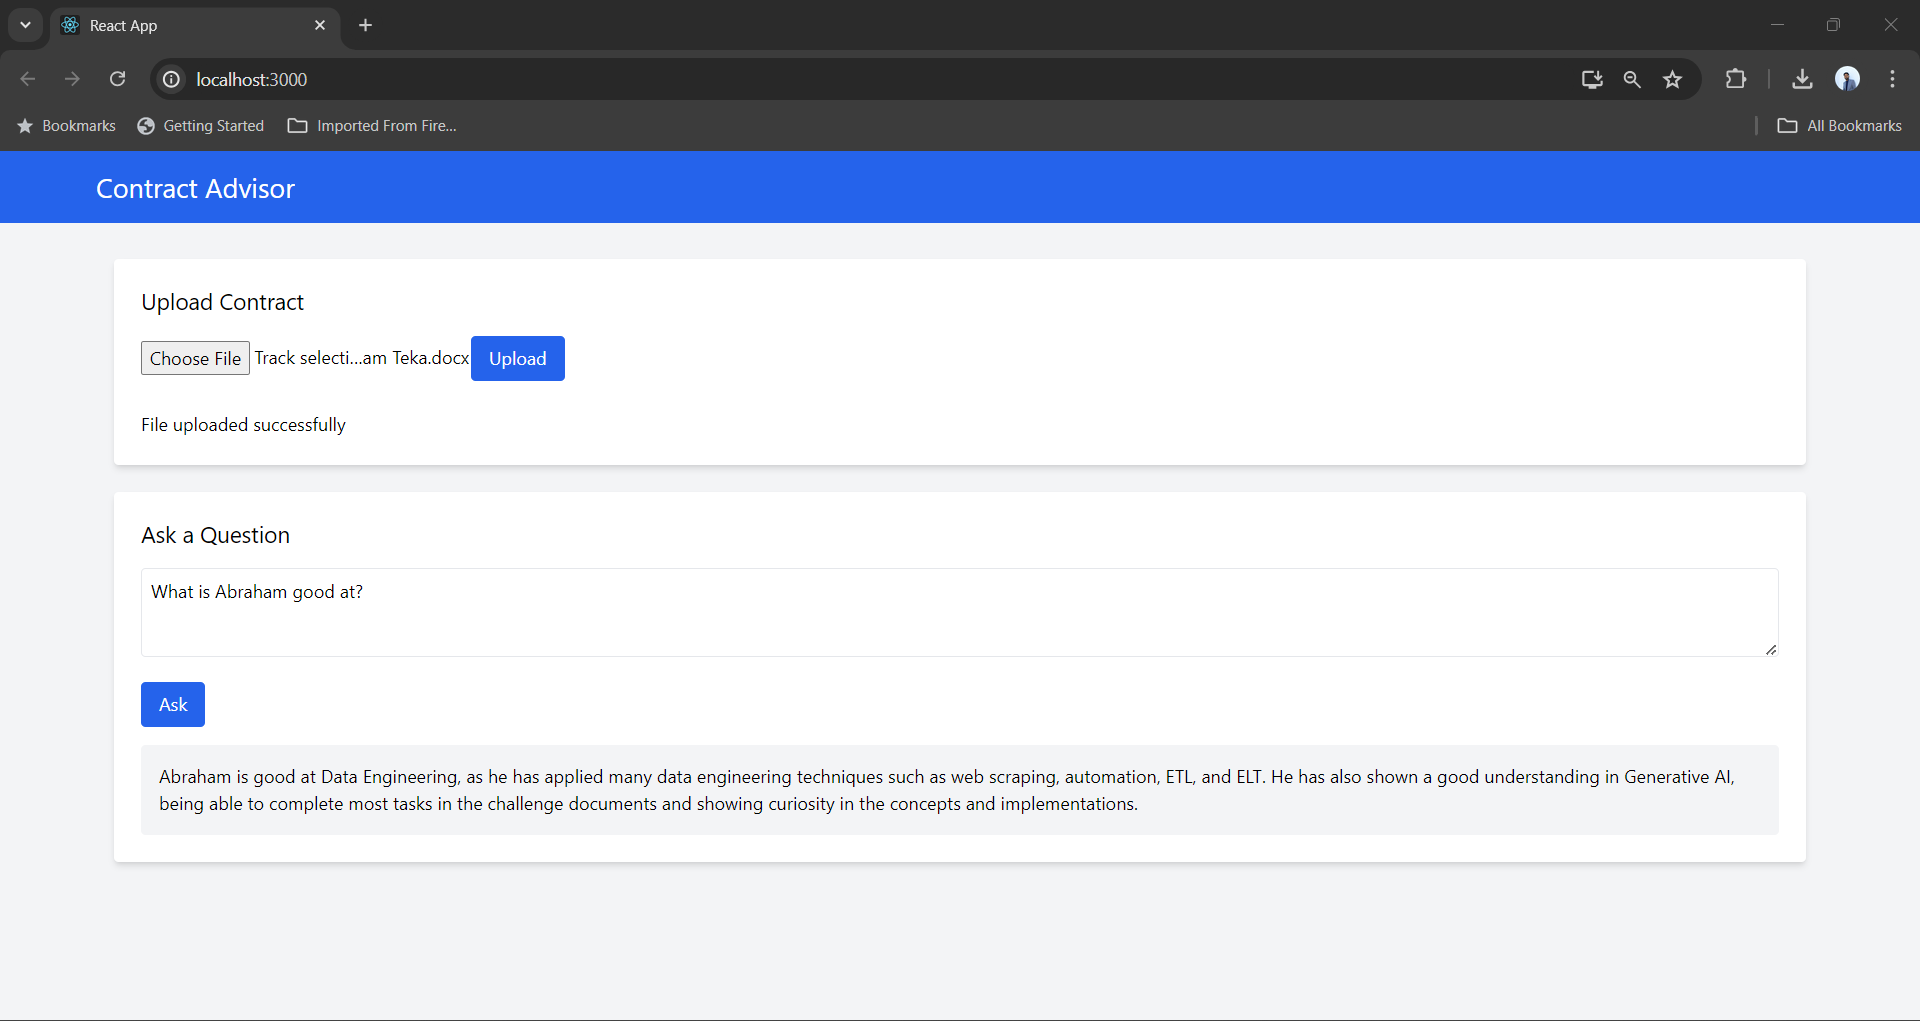 React App
localhost:3000
Bookmarks Getting Started Imported From Fire... All Bookmarks
Contract Advisor
Upload Contract
Choose File Track selecti...am Teka.docx Upload
File uploaded successfully
Ask a Question
What is Abraham good at?
Ask
Abraham is good at Data Engineering, as he has applied many data engineering techniques such as web scraping, automation, ETL, and ELT. He has also shown a good understanding in Generative AI,
being able to complete most tasks in the challenge documents and showing curiosity in the concepts and implementations.